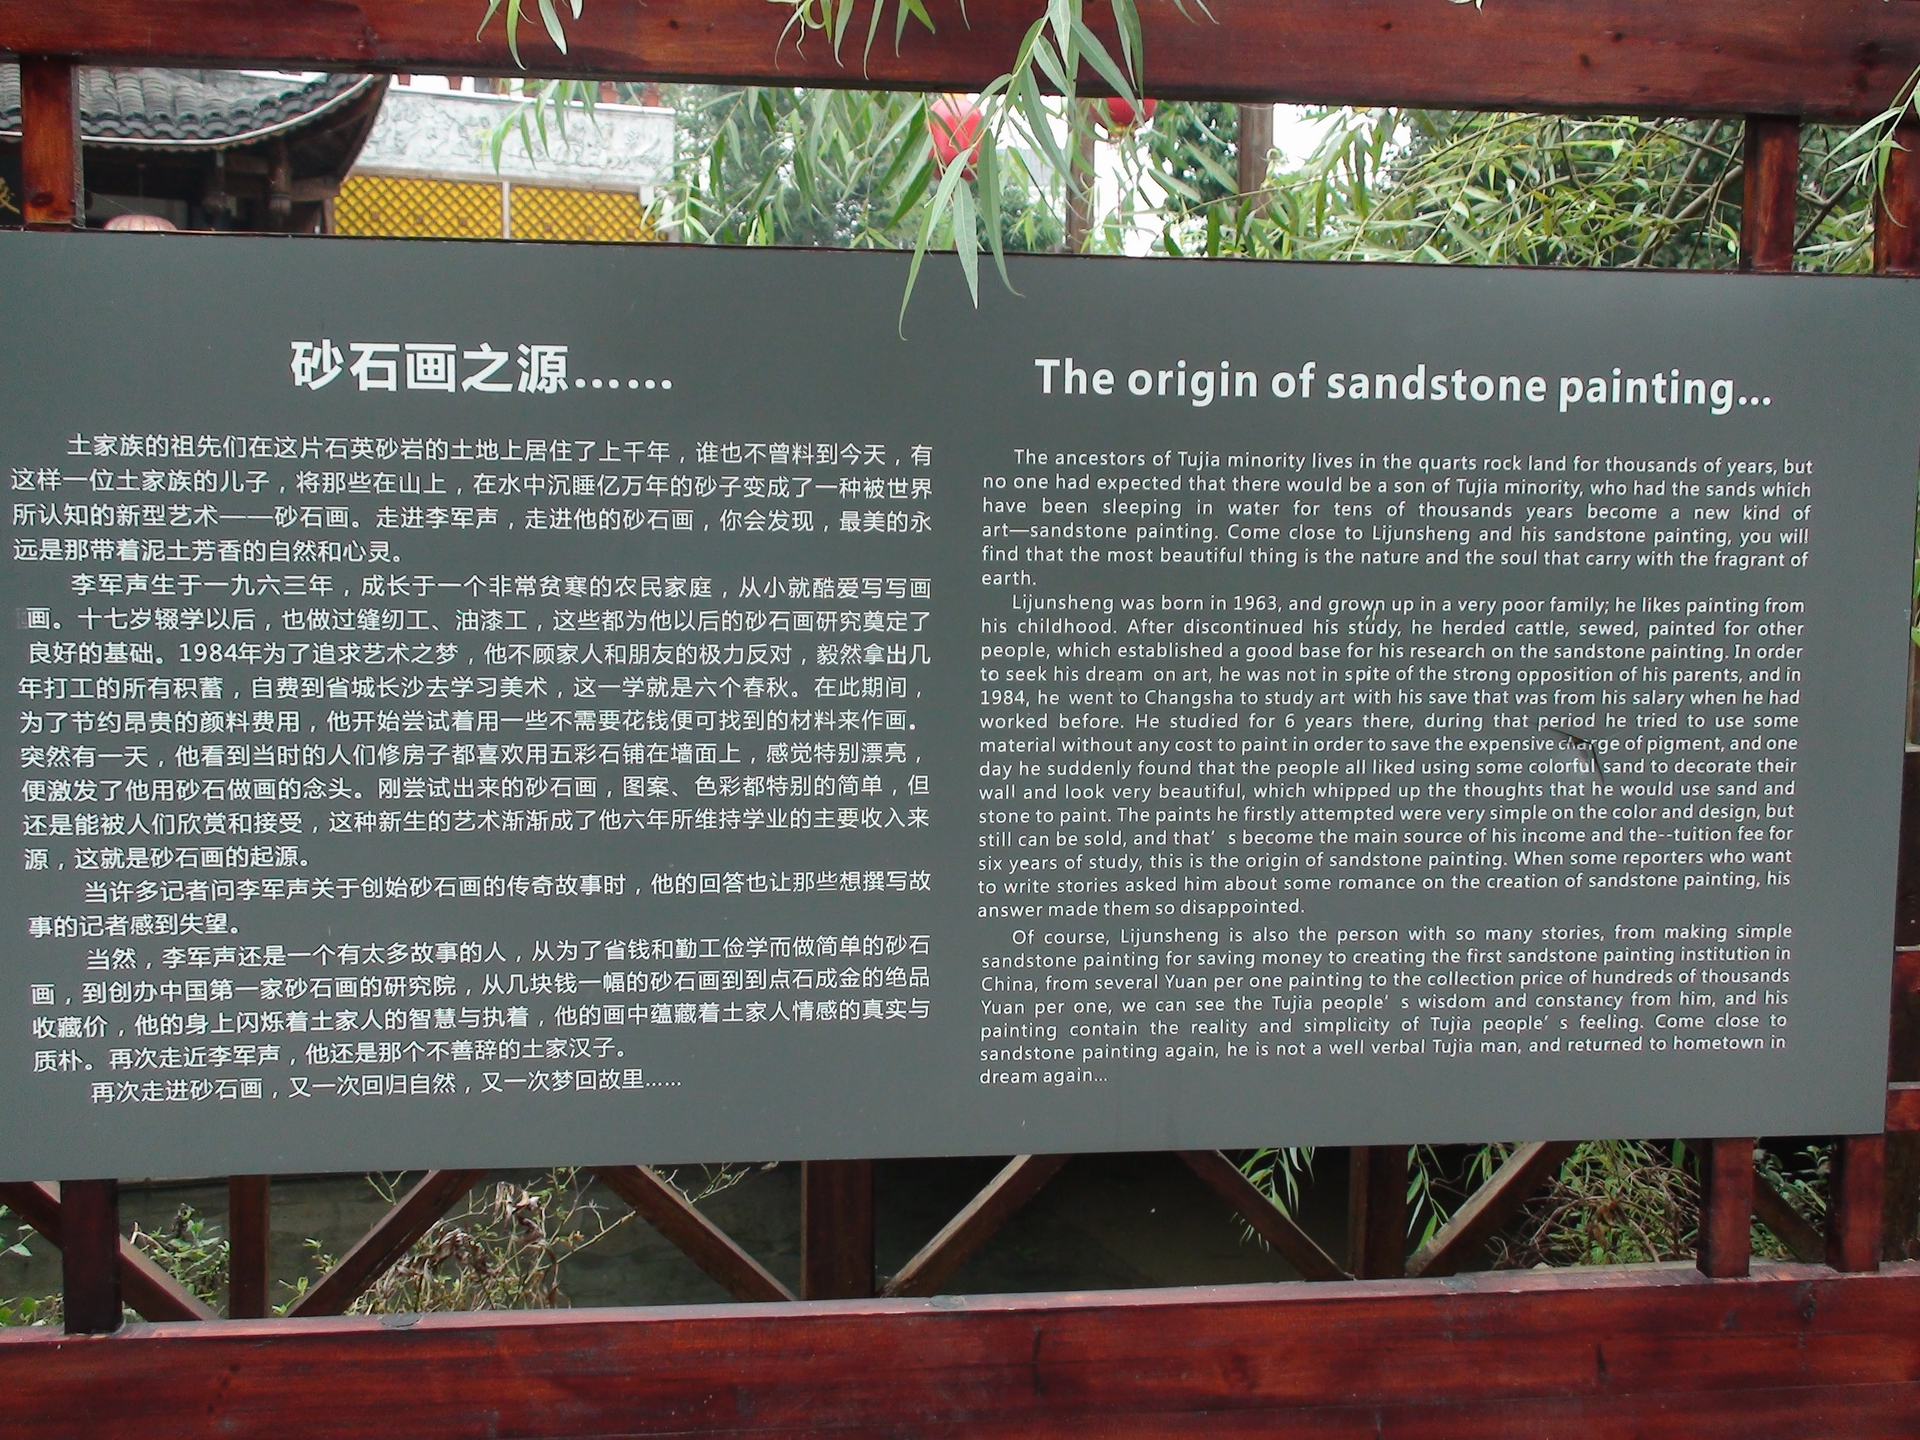 砂石画之源……
土家族的祖先们在这片石英砂岩的土地上居住了上千年，谁也不曾料到今天，有
这样一位土家族的儿子，将那些在山上，在水中沉睡亿万年的砂子变成了一种被世界
所认知的新型艺术——砂石画。走进李军声，走进他的砂石画，你会发现，最美的永
远是那带着泥土芳香的自然和心灵。
李军声生于一九六三年，成长于一个非常贫寒的农民家庭，从小就酷爱写写画
画。十七岁辍学以后，也做过缝纫工、油漆工，这些都为他以后的砂石画研究奠定了
良好的基础。1984年为了追求艺术之梦，他不顾家人和朋友的极力反对，毅然拿出几
年打工的所有积蓄，自费到省城长沙去学习美术，这一学就是六个春秋。在此期间，
为了节约昂贵的颜料费用，他开始尝试着用一些不需要花钱便可找到的材料来作画。
突然有一天，他看到当时的人们修房子都喜欢用五彩石铺在墙面上，感觉特别漂亮，
便激发了他用砂石做画的念头。刚尝试出来的砂石画，图案、色彩都特别的简单，但
还是能被人们欣赏和接受，这种新生的艺术渐渐成了他六年所维持学业的主要收入来
源，这就是砂石画的起源。
当许多记者问李军声关于创始砂石画的传奇故事时，他的回答也让那些想撰写故
事的记者感到失望。
当然，李军声还是一个有太多故事的人，从为了省钱和勤工俭学而做简单的砂石
画，到创办中国第一家砂石画的研究院，从几块钱一幅的砂石画到到点石成金的绝品
收藏价，他的身上闪烁着土家人的智慧与执着，他的画中蕴藏着土家人情感的真实与
质朴。再次走近李军声，他还是那个不善辞的土家汉子。
再次走进砂石画，又一次回归自然，又一次梦回故里……
The origin of sandstone painting...
The ancestors of Tujia minority lives in the quarts rock land for thousands of years, but
no one had expected that there would be a son of Tujia minority, who had the sands which
have been sleeping in water for tens of thousands years become a new kind of
art—sandstone painting. Come close to Lijunsheng and his sandstone painting, you will
find that the most beautiful thing is the nature and the soul that carry with the fragrant of
earth.
Lijunsheng was born in 1963, and grown up in a very poor family; he likes painting from
his childhood. After discontinued his study, he herded cattle, sewed, painted for other
people, which established a good base for his research on the sandstone painting. In order
to seek his dream on art, he was not in spite of the strong opposition of his parents, and in
1984, he went to Changsha to study art with his save that was from his salary when he had
worked before. He studied for 6 years there, during that period he tried to use some
material without any cost to paint in order to save the expensive charge of pigment, and one
day he suddenly found that the people all liked using some colorful sand to decorate their
wall and look very beautiful, which whipped up the thoughts that he would use sand and
stone to paint. The paints he firstly attempted were very simple on the color and design, but
still can be sold, and that's become the main source of his income and the--tuition fee for
six years of study, this is the origin of sandstone painting. When some reporters who want
to write stories asked him about some romance on the creation of sandstone painting, his
answer made them so disappointed.
Of course, Lijunsheng is also the person with so many stories, from making simple
sandstone painting for saving money to creating the first sandstone painting institution in
China, from several Yuan per one painting to the collection price of hundreds of thousands
Yuan per one, we can see the Tujia people's wisdom and constancy from him, and his
painting contain the reality and simplicity of Tujia people's feeling. Come close to
sandstone painting again, he is not a well verbal Tujia man, and returned to hometown in
dream again...